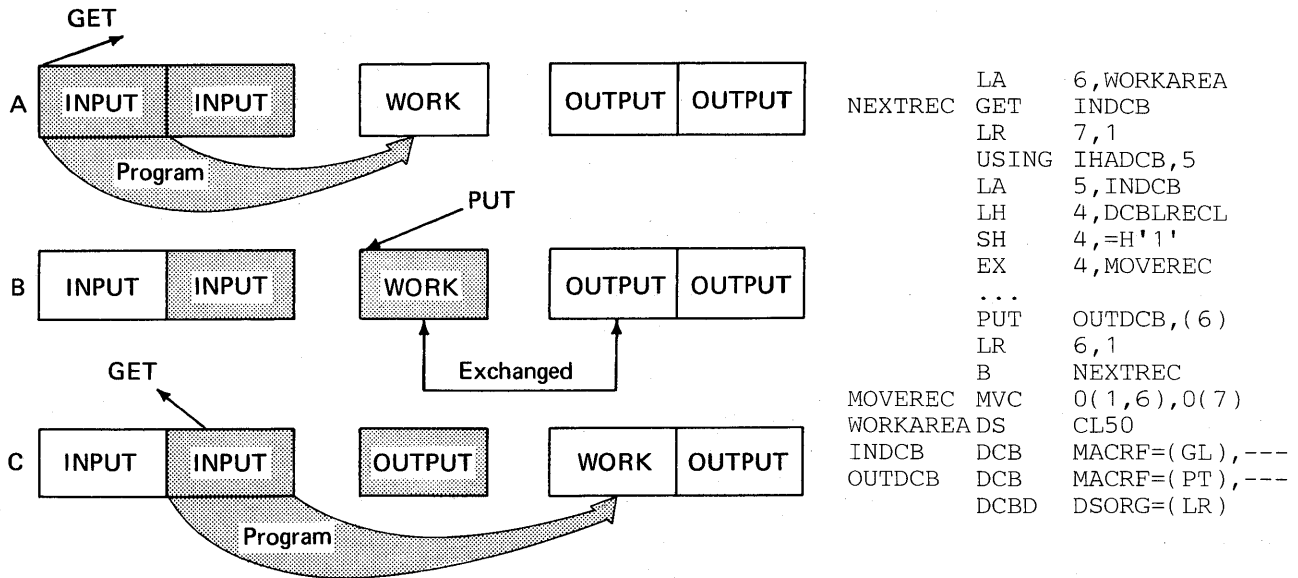 GET
A INPUT INPUT WORK OUTPUT OUTPUT
Program
PUT
B INPUT INPUT WORK OUTPUT OUTPUT
Exchanged
GET
C INPUT INPUT OUTPUT WORK OUTPUT
Program
LA 6,WORKAREA
NEXTREC GET INDCB
LR 7,1
USING IHADCB,5
LA 5,INDCB
LH 4,DCBLRECL
SH 4,=H'1'
EX 4,MOVEREC
...
PUT OUTDCB,(6)
LR 6,1
B NEXTREC
MOVEREC MVC 0(1,6),0(7)
WORKAREA DS CL50
INDCB DCB MACRF=(GL),---
OUTDCB DCB MACRF=(PT),---
DCBD DSORG=(LR)